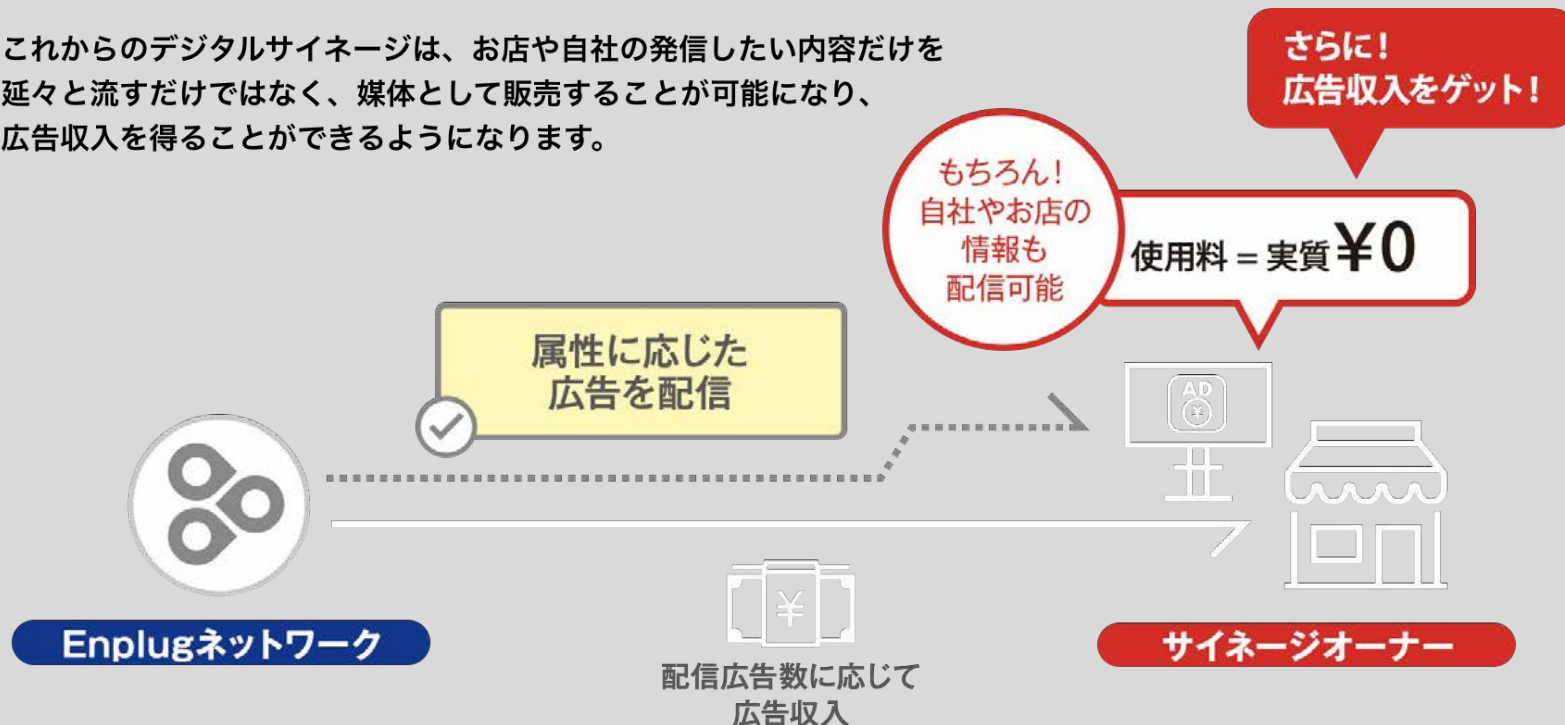 これからのデジタルサイネージは、お店や自社の発信したい内容だけを
延々と流すだけではなく、媒体として販売することが可能になり、
広告収入を得ることができるようになります。
さらに！
広告収入をゲット！
もちろん！
自社やお店の
情報も
配信可能
使用料 = 実質¥0
属性に応じた
広告を配信
AD
¥
¥
Enplugネットワーク
サイネージオーナー
配信広告数に応じて
広告収入